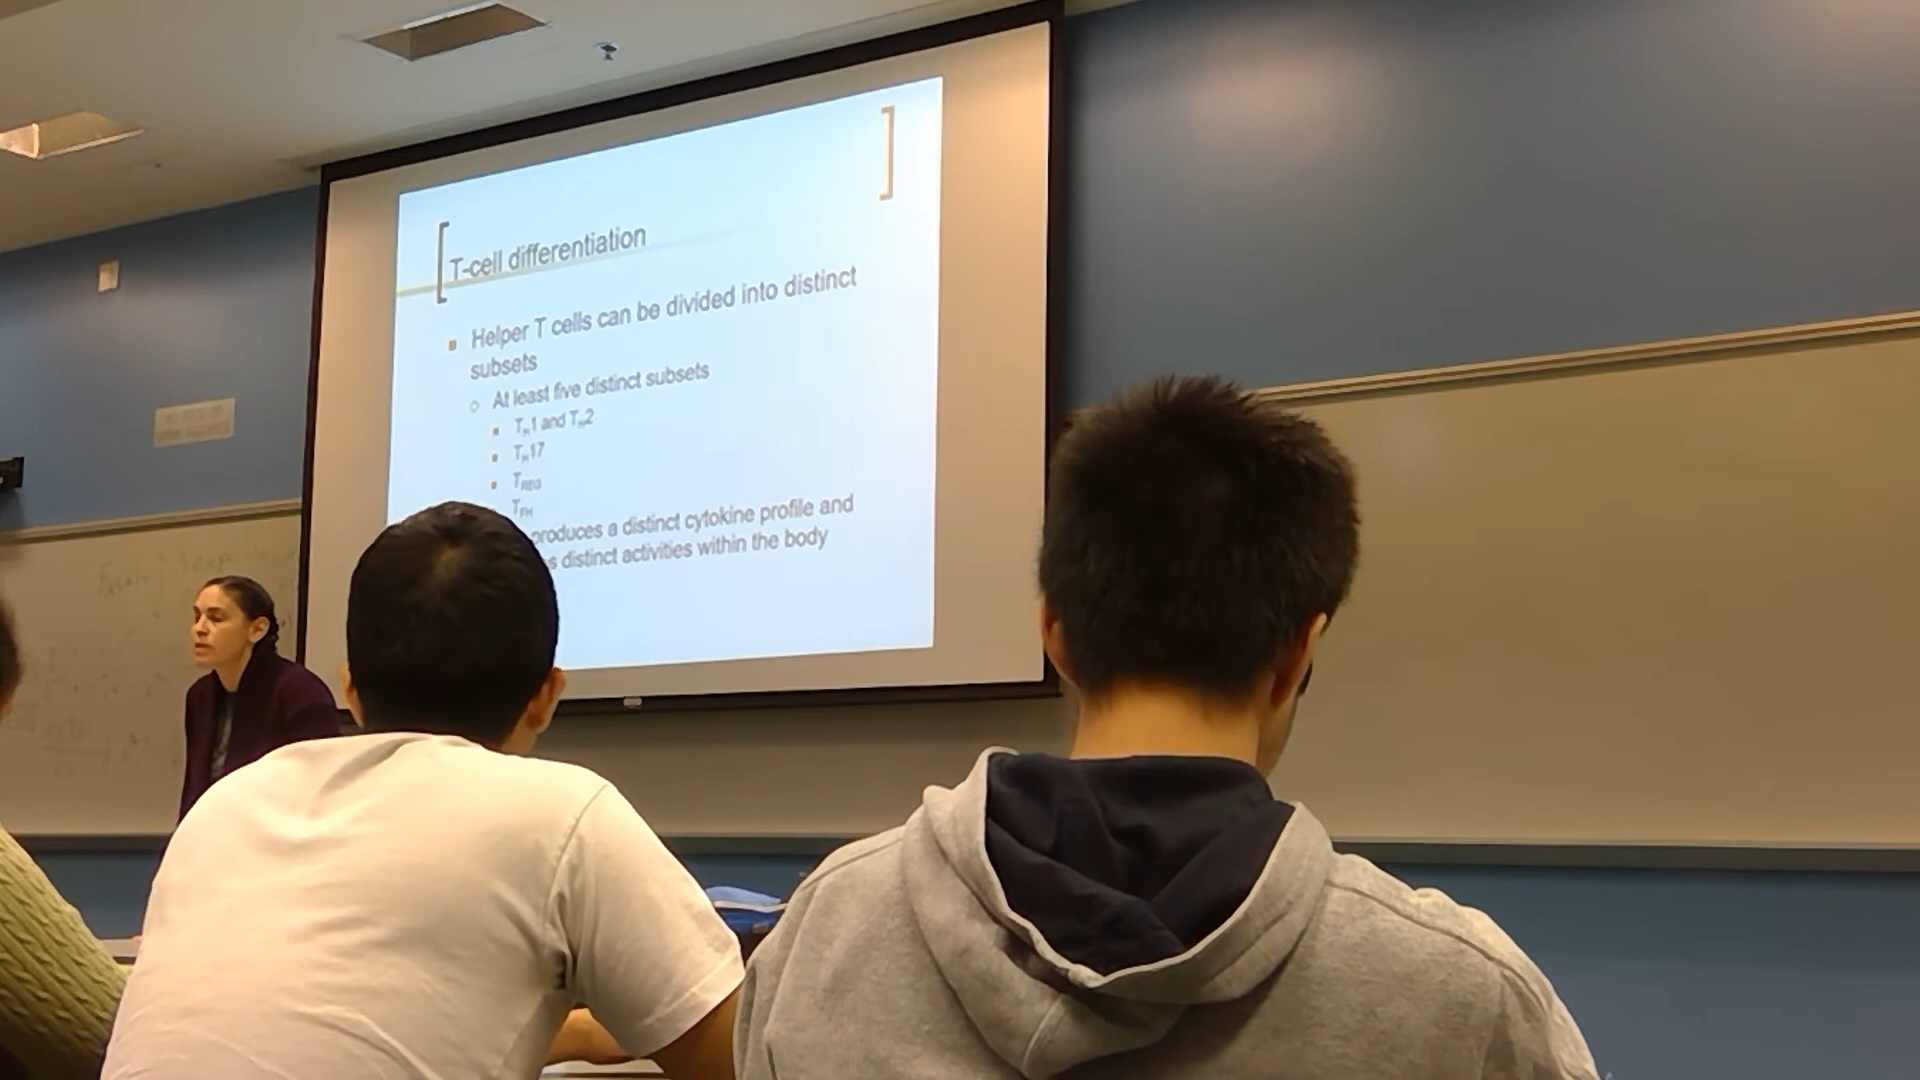 T-cell differentiation
Helper T cells can be divided into distinct
subsets
At least five distinct subsets
TH1 and TH2
TH17
TREG
TFH
produces a distinct cytokine profile and
distinct activities within the body